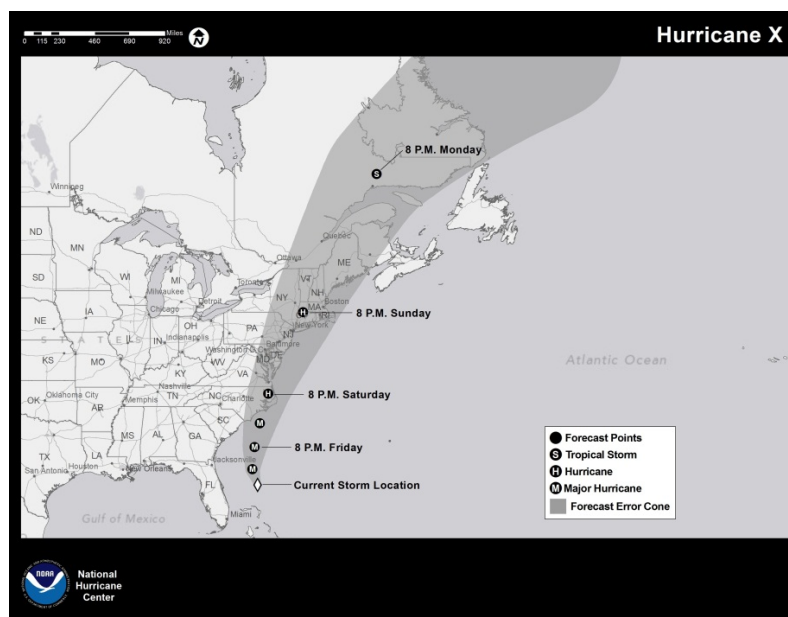 Miles
0 115 230 460 690 920
N
Hurricane X
8 P.M. Monday
S
Winnipeg
Quebec
ND
MN
Ottawa
ME
VT
SD
WI
MI
Toronto
NY
NH
Milwaukee
MA
Boston
Detroit
H
RI
8 P.M. Sunday
IA
Chicago
NE
PA
New York
OH
NJ
STATES
IL
IN
Indianapolis
Baltimore
Washington D.C.
MD
DE
Atlantic Ocean
KS
MO
WV
KY
VA
Nashville
H
8 P.M. Saturday
OK
Oklahoma City
Memphis
TN
NC
Charlotte
AR
SC
M
MS
AL
GA
M
8 P.M. Friday
TX
LA
Jacksonville
San Antonio
Houston
New Orleans
M
FL
Current Storm Location
Miami
Gulf of Mexico
Forecast Points
S Tropical Storm
H Hurricane
M Major Hurricane
Forecast Error Cone
NOAA
National
Hurricane
Center